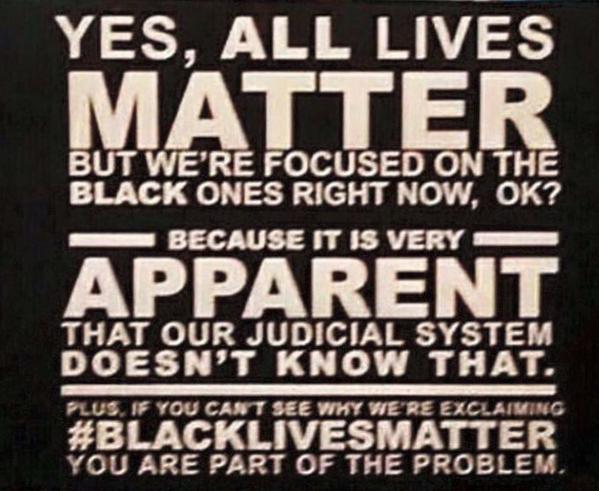 YES, ALL LIVES
MATTER
BUT WE'RE FOCUSED ON THE
BLACK ONES RIGHT NOW, OK?
BECAUSE IT IS VERY
APPARENT
THAT OUR JUDICIAL SYSTEM
DOESN'T KNOW THAT.
PLUS, IF YOU CAN'T SEE WHY WE'RE EXCLAIMING
#BLACKLIVESMATTER
YOU ARE PART OF THE PROBLEM.